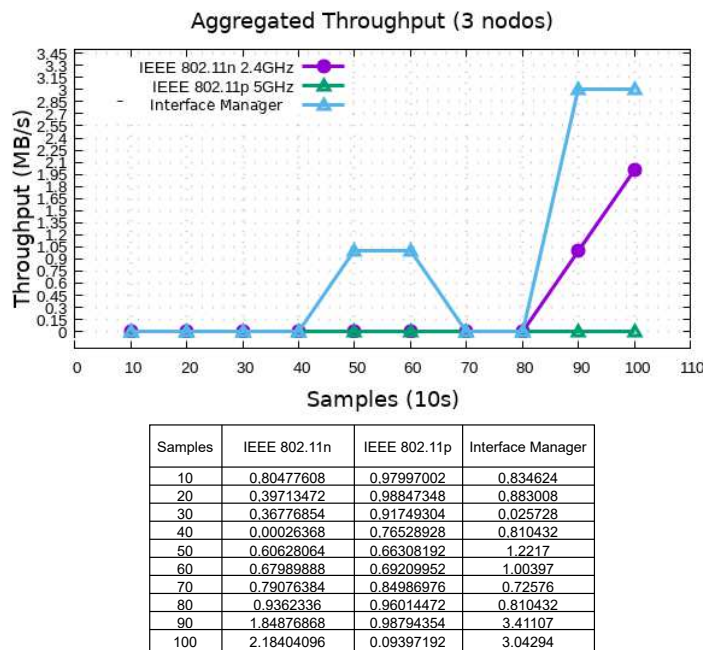 Aggregated Throughput (3 nodos)
IEEE 802.11n 2.4GHz
IEEE 802.11p 5GHz
Interface Manager
Throughput (MB/s)
3.45
3.3
3.15
3
2.85
2.7
2.55
2.4
2.25
2.1
1.95
1.8
1.65
1.5
1.35
1.2
1.05
0.9
0.75
0.6
0.45
0.3
0.15
0
0 10 20 30 40 50 60 70 80 90 100 110
Samples (10s)
Samples IEEE 802.11n IEEE 802.11p Interface Manager
10 0,80477608 0,97997002 0,834624
20 0,39713472 0,98847348 0,883008
30 0,36776854 0,91749304 0,025728
40 0,00026368 0,76528928 0,810432
50 0.60628064 0.66308192 1.2217
60 0.67989888 0.69209952 1.00397
70 0.79076384 0.84986976 0.72576
80 0.9362336 0.96014472 0.810432
90 1.84876868 0.98794354 3.41107
100 2.18404096 0.09397192 3.04294